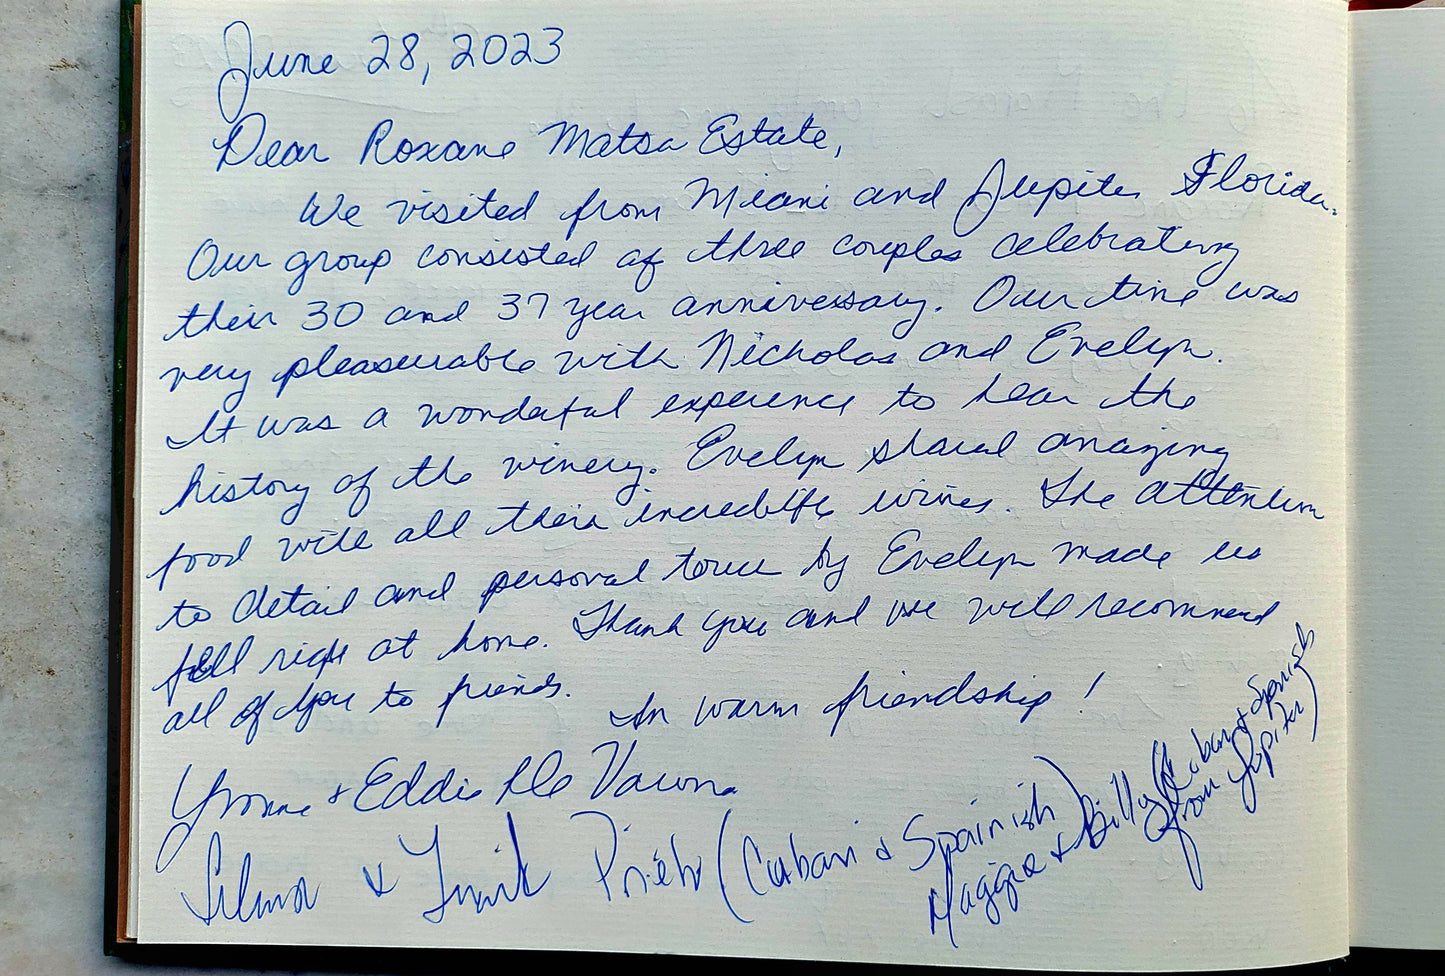 June 28, 2023
Dear Roxane Matsa Estate,
We visited from Miami and Jupiter Florida.
Our group consisted of three couples celebrating
their 30 and 37 year anniversary. Our time was
very pleasurable with Nicholas and Evelyn.
It was a wonderful experience to hear the
history of the winery. Evelyn shared amazing
food with all their incredible wines. The attention
to detail and personal touch by Evelyn made us
feel right at home. Thank you and we will recommend
all of you to friends.
In warm friendship!
Yvonne + Eddie De
& Prieto (Cuban & Spainish)
Maggie & Billy (Cuban & Spanish
from Jupiter)